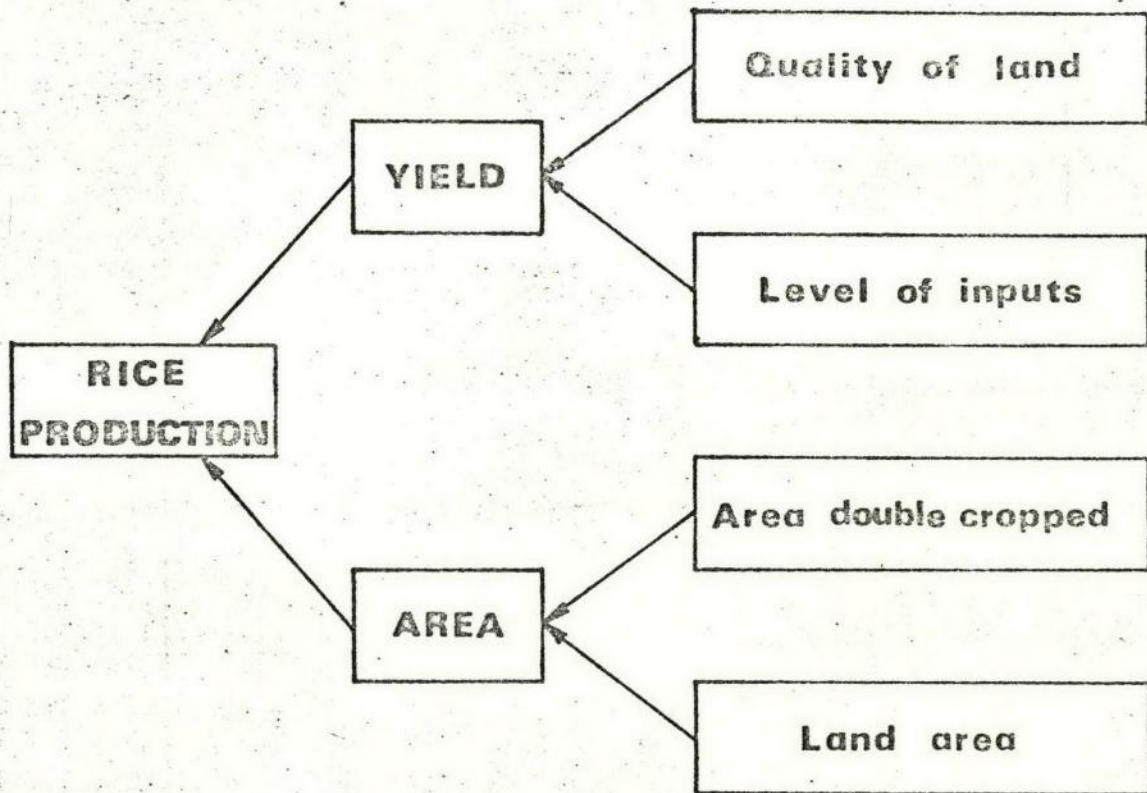 Quality of land
YIELD
Level of inputs
RICE
PRODUCTION
Area double cropped
AREA
Land area